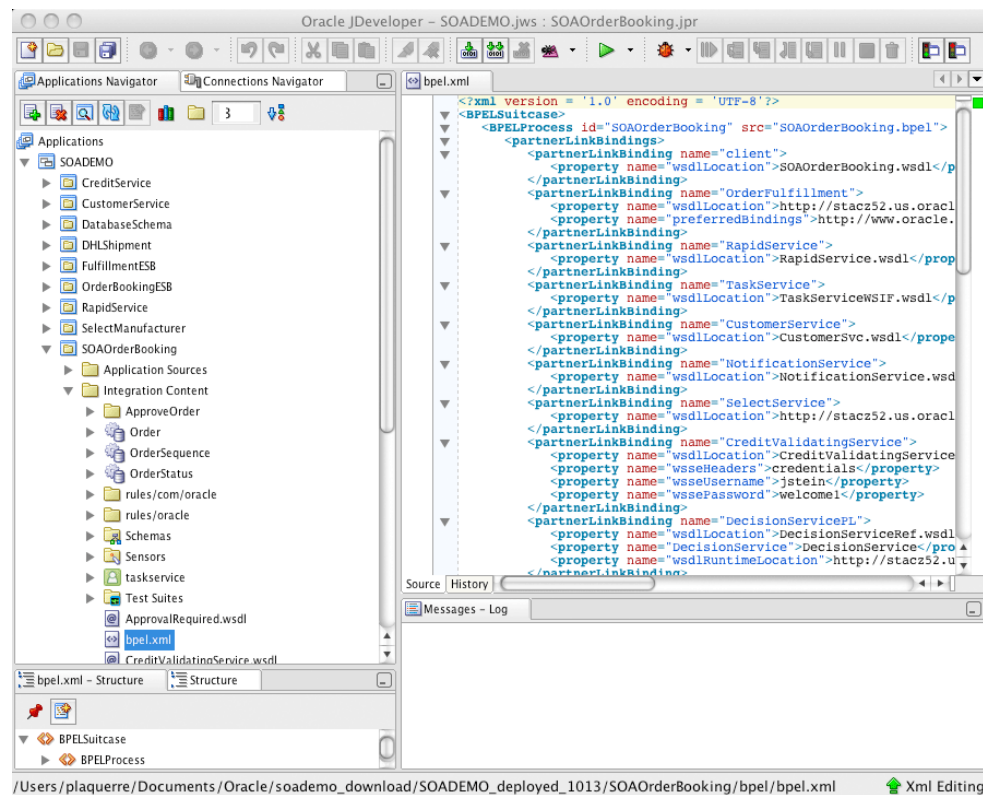 Oracle JDeveloper – SOADEMO.jws : SOAOrderBooking.jpr
Applications Navigator
Connections Navigator
3
Applications
SOADEMO
CreditService
CustomerService
DatabaseSchema
DHLShipment
FulfillmentESB
OrderBookingESB
RapidService
SelectManufacturer
SOAOrderBooking
Application Sources
Integration Content
ApproveOrder
Order
OrderSequence
OrderStatus
rules/com/oracle
rules/oracle
Schemas
Sensors
taskservice
Test Suites
ApprovalRequired.wsdl
bpel.xml
CreditValidatingService.wsdl
bpel.xml – Structure
Structure
BPELSuitcase
BPELProcess
bpel.xml
<?xml version = '1.0' encoding = 'UTF-8'?>
<BPELSuitcase>
<BPELProcess id="SOAOrderBooking" src="SOAOrderBooking.bpel">
<partnerLinkBindings>
<partnerLinkBinding name="client">
<property name="wsdlLocation">SOAOrderBooking.wsdl</p
</partnerLinkBinding>
<partnerLinkBinding name="OrderFulfillment">
<property name="wsdlLocation">http://stacz52.us.oracl
<property name="preferredBindings">http://www.oracle.
</partnerLinkBinding>
<partnerLinkBinding name="RapidService">
<property name="wsdlLocation">RapidService.wsdl</prop
</partnerLinkBinding>
<partnerLinkBinding name="TaskService">
<property name="wsdlLocation">TaskServiceWSIF.wsdl</p
</partnerLinkBinding>
<partnerLinkBinding name="CustomerService">
<property name="wsdlLocation">CustomerSvc.wsdl</prope
</partnerLinkBinding>
<partnerLinkBinding name="NotificationService">
<property name="wsdlLocation">NotificationService.wsd
</partnerLinkBinding>
<partnerLinkBinding name="SelectService">
<property name="wsdlLocation">http://stacz52.us.oracl
</partnerLinkBinding>
<partnerLinkBinding name="CreditValidatingService">
<property name="wsdlLocation">CreditValidatingService
<property name="wsseHeaders">credentials</property>
<property name="wsseUsername">jstein</property>
<property name="wssePassword">welcome1</property>
</partnerLinkBinding>
<partnerLinkBinding name="DecisionServicePL">
<property name="wsdlLocation">DecisionServiceRef.wsdl
<property name="DecisionService">DecisionService</pro
<property name="wsdlRuntimeLocation">http://stacz52.u
</partnerLinkBinding>
Source
History
Messages – Log
/Users/plaquerre/Documents/Oracle/soademo_download/SOADEMO_deployed_1013/SOAOrderBooking/bpel/bpel.xml
Xml Editing